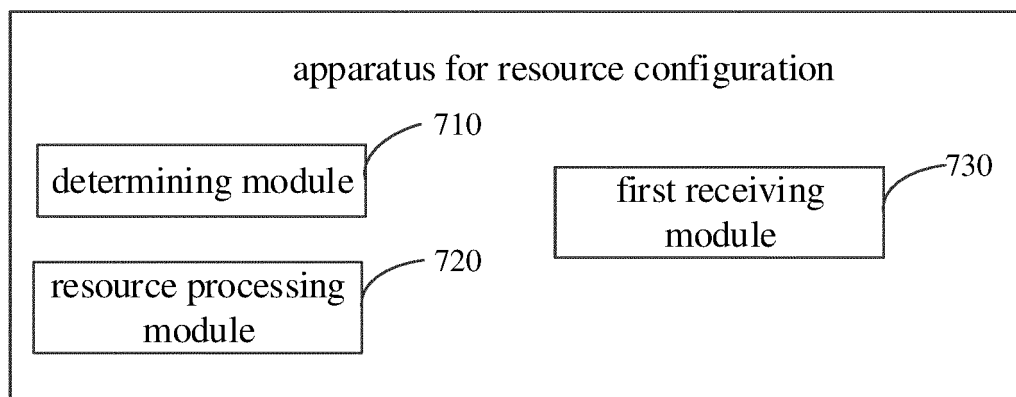 apparatus for resource configuration
710
determining module
730
first receiving
module
720
resource processing
module